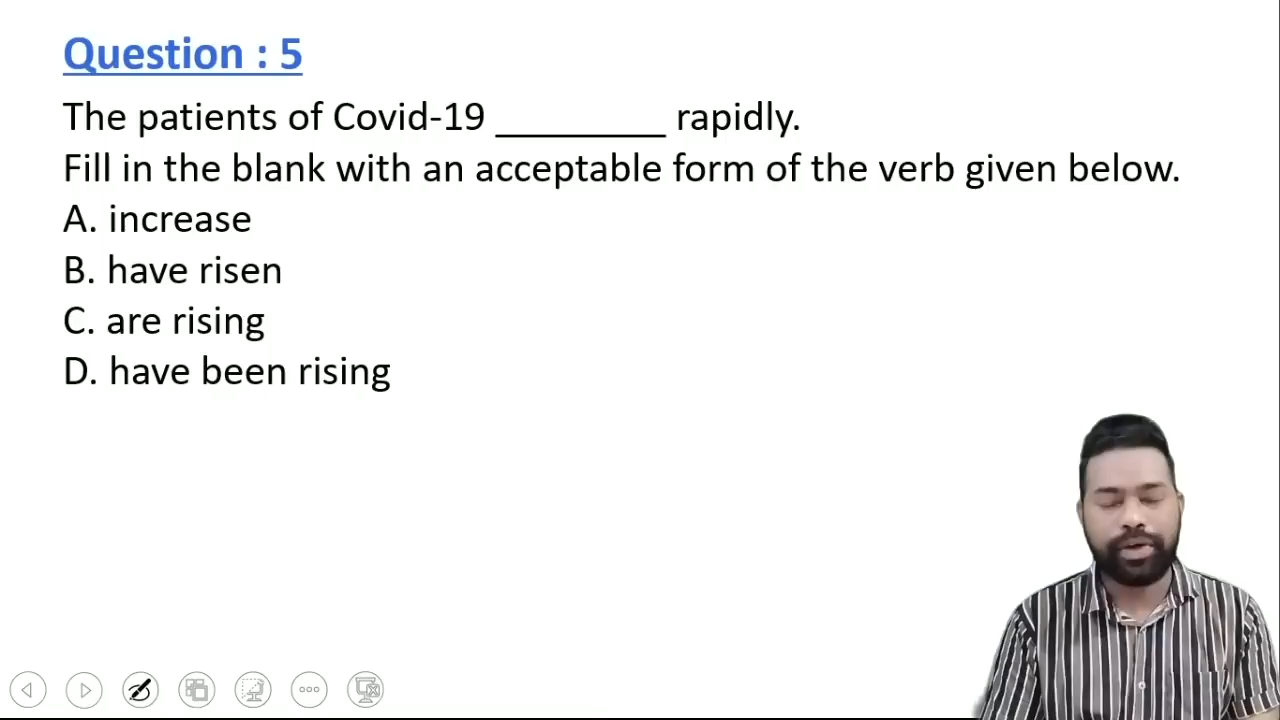 Question : 5
The patients of Covid-19 ________ rapidly.
Fill in the blank with an acceptable form of the verb given below.
A. increase
B. have risen
C. are rising
D. have been rising